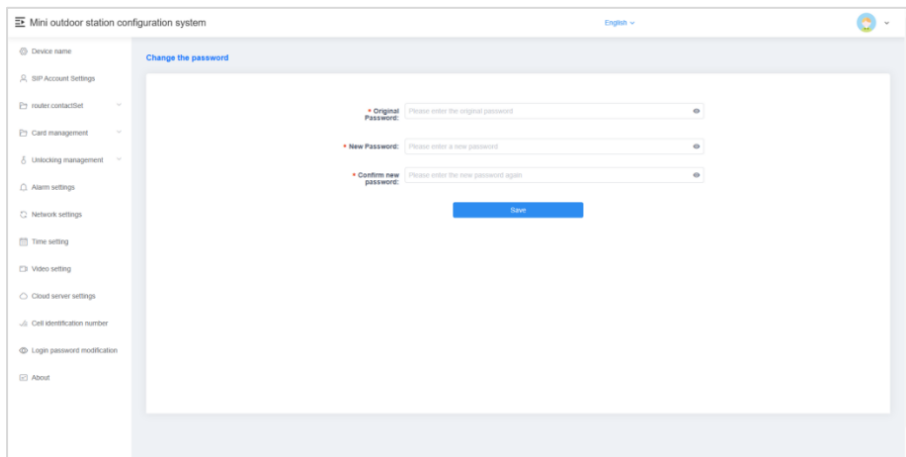 Mini outdoor station configuration system
English
Device name
SIP Account Settings
router.contactSet
Card management
Unlocking management
Alarm settings
Network settings
Time setting
Video setting
Cloud server settings
Cell identification number
Login password modification
About
Change the password
* Original
Password:
Please enter the original password
* New Password:
Please enter a new password
* Confirm new
password:
Please enter the new password again
Save